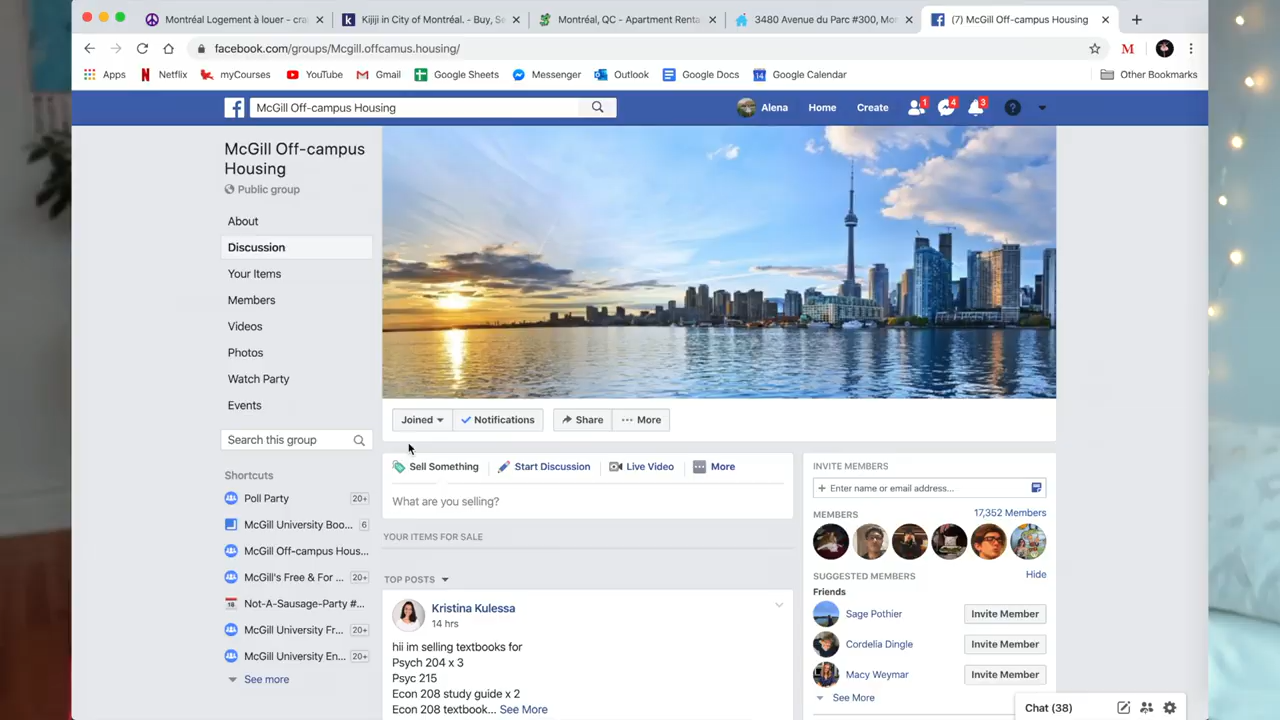 Montréal Logement à louer - cra
Kijiji in City of Montréal. - Buy, Se
Montréal, QC - Apartment Renta
3480 Avenue du Parc #300, Mon
(7) McGill Off-campus Housing
facebook.com/groups/Mcgill.offcamus.housing/
Apps
Netflix
myCourses
YouTube
Gmail
Google Sheets
Messenger
Outlook
Google Docs
Google Calendar
Other Bookmarks
McGill Off-campus Housing
Alena
Home
Create
1
4
3
McGill Off-campus
Housing
Public group
About
Discussion
Your Items
Members
Videos
Photos
Watch Party
Events
Search this group
Shortcuts
Poll Party 20+
McGill University Boo... 6
McGill Off-campus Hous...
McGill's Free & For ... 20+
Not-A-Sausage-Party #...
McGill University Fr... 20+
McGill University En... 20+
See more
Joined
Notifications
Share
More
Sell Something
Start Discussion
Live Video
More
What are you selling?
YOUR ITEMS FOR SALE
TOP POSTS
Kristina Kulessa
14 hrs
hii im selling textbooks for
Psych 204 x 3
Psyc 215
Econ 208 study guide x 2
Econ 208 textbook... See More
INVITE MEMBERS
+ Enter name or email address...
MEMBERS 17,352 Members
SUGGESTED MEMBERS Hide
Friends
Sage Pothier Invite Member
Cordelia Dingle Invite Member
Macy Weymar Invite Member
See More
Chat (38)